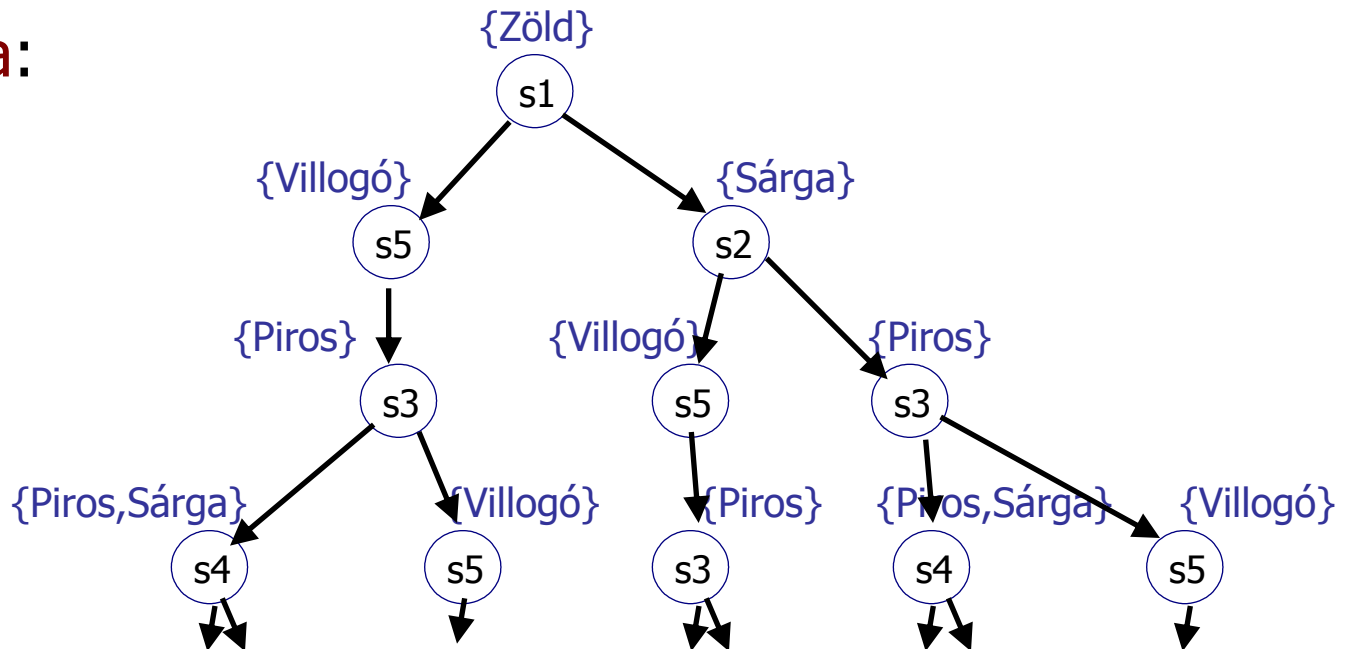 {Zöld}
a:
s1
{Villogó} {Sárga}
s5 s2
{Piros} {Villogó} {Piros}
s3 s5 s3
{Piros,Sárga} {Villogó} {Piros} {Piros,Sárga} {Villogó}
s4 s5 s3 s4 s5